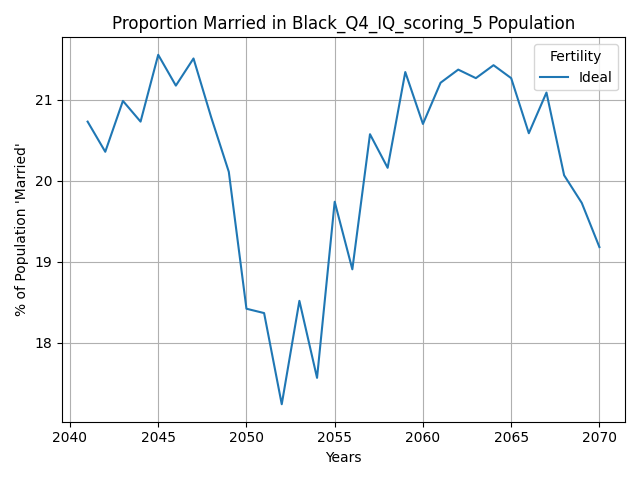 Proportion Married in Black_Q4_IQ_scoring_5 Population
Fertility
Ideal
% of Population 'Married'
21
20
19
18
2040
2045
2050
2055
2060
2065
2070
Years